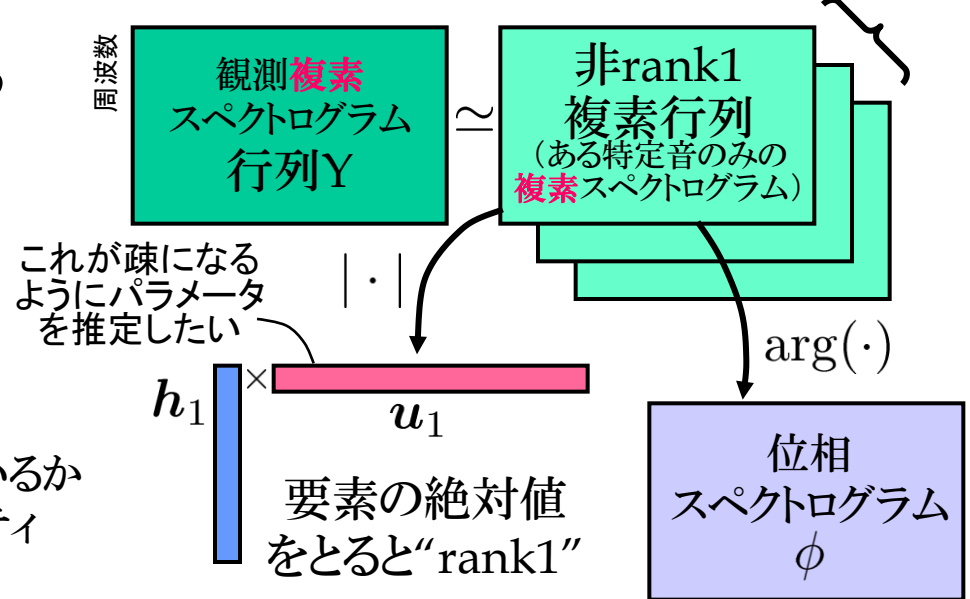 周波数
観測複素
スペクトログラム
行列Y
≃
非rank1
複素行列
(ある特定音のみの
複素スペクトログラム)
これが疎になる
ようにパラメータ
を推定したい
|・|
arg(・)
h₁
×
u₁
いるか
ティ
要素の絶対値
をとると“rank1”
位相
スペクトログラム
ϕ